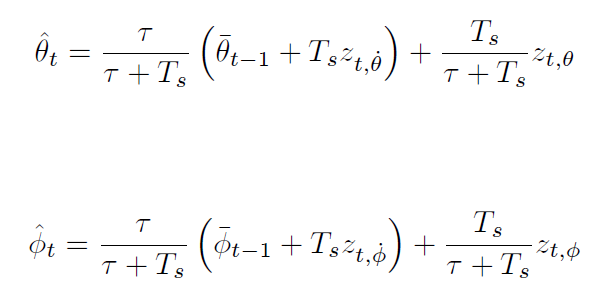 \hat{\theta}_t = \frac{\tau}{\tau + T_s} \left( \bar{\theta}_{t-1} + T_s z_{t,\dot{\theta}} \right) + \frac{T_s}{\tau + T_s} z_{t,\theta}
\hat{\phi}_t = \frac{\tau}{\tau + T_s} \left( \bar{\phi}_{t-1} + T_s z_{t,\dot{\phi}} \right) + \frac{T_s}{\tau + T_s} z_{t,\phi}